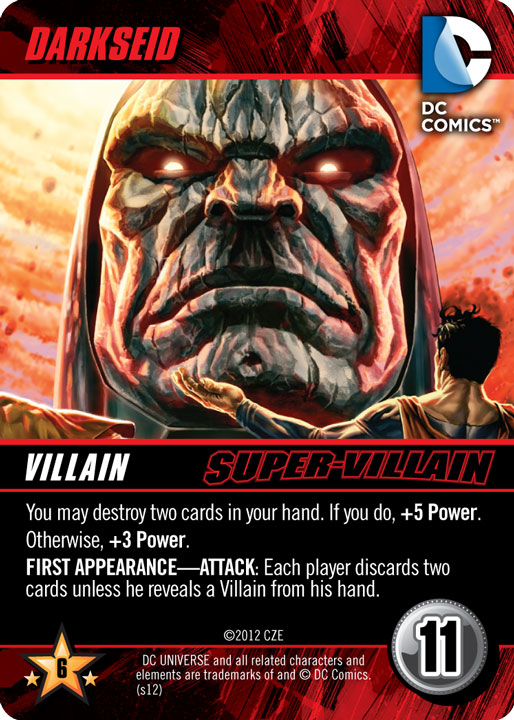 DARKSEID
DC
COMICS™
VILLAIN
SUPER-VILLAIN
You may destroy two cards in your hand. If you do, +5 Power.
Otherwise, +3 Power.
FIRST APPEARANCE—ATTACK: Each player discards two
cards unless he reveals a Villain from his hand.
©2012 CZE
6
DC UNIVERSE and all related characters and
elements are trademarks of and © DC Comics.
(s12)
11